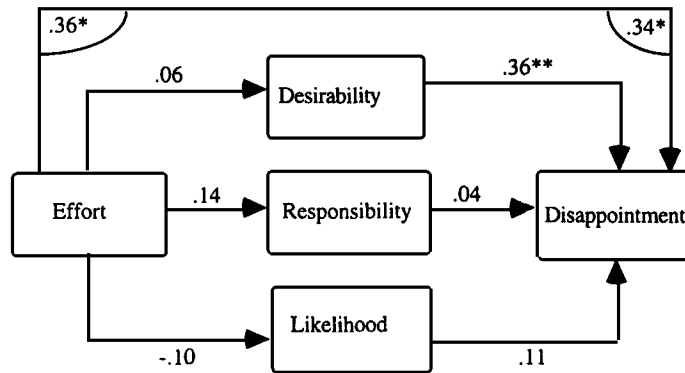 .36*
.34*
.06
.36**
Desirability
Effort
.14
Responsibility
.04
Disappointment
Likelihood
-.10
.11